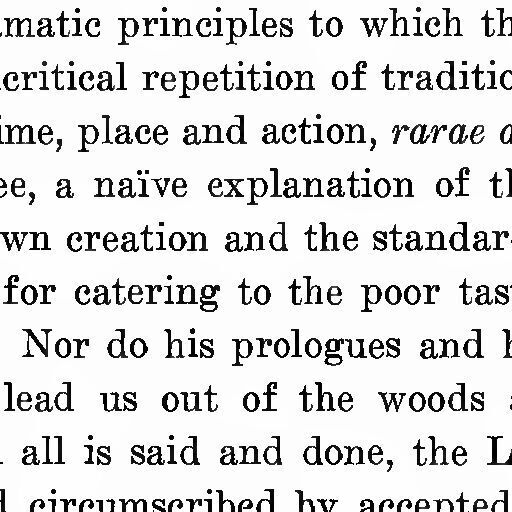 matic principles to which th
critical repetition of traditio
ime, place and action, rarae a
ee, a naïve explanation of th
wn creation and the standar-
for catering to the poor tas
Nor do his prologues and h
lead us out of the woods a
all is said and done, the L
d circumscribed by accepted